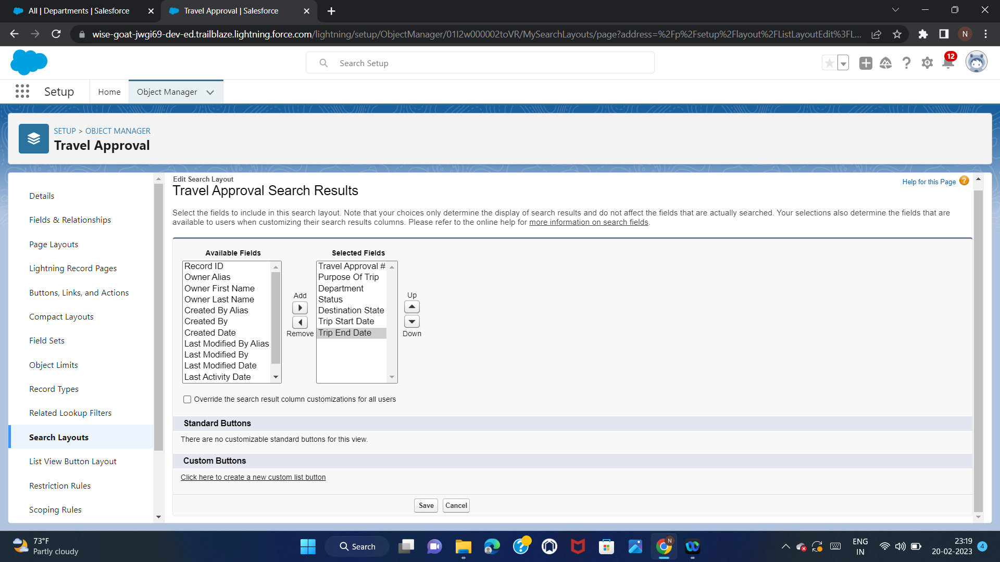 All | Departments | Salesforce
Travel Approval | Salesforce
wise-goat-jwgi69-dev-ed.trailblaze.lightning.force.com/lightning/setup/ObjectManager/01I2w000002toVR/MySearchLayouts/page?address=%2Fp%2Fsetup%2Flayout%2FListLayoutEdit%3FL...
N
Search Setup
12
Setup
Home
Object Manager
SETUP > OBJECT MANAGER
Travel Approval
Details
Fields & Relationships
Page Layouts
Lightning Record Pages
Buttons, Links, and Actions
Compact Layouts
Field Sets
Object Limits
Record Types
Related Lookup Filters
Search Layouts
List View Button Layout
Restriction Rules
Scoping Rules
Edit Search Layout
Travel Approval Search Results
Help for this Page
Select the fields to include in this search layout. Note that your choices only determine the display of search results and do not affect the fields that are actually searched. Your selections also determine the fields that are
available to users when customizing their search results columns. Please refer to the online help for more information on search fields.
Available Fields
Record ID
Owner Alias
Owner First Name
Owner Last Name
Created By Alias
Created By
Created Date
Last Modified By Alias
Last Modified By
Last Modified Date
Last Activity Date
Add
Remove
Selected Fields
Travel Approval #
Purpose Of Trip
Department
Status
Destination State
Trip Start Date
Trip End Date
Up
Down
Override the search result column customizations for all users
Standard Buttons
There are no customizable standard buttons for this view.
Custom Buttons
Click here to create a new custom list button
Save
Cancel
73°F
Partly cloudy
Search
N
ENG
IN
23:19
20-02-2023
4